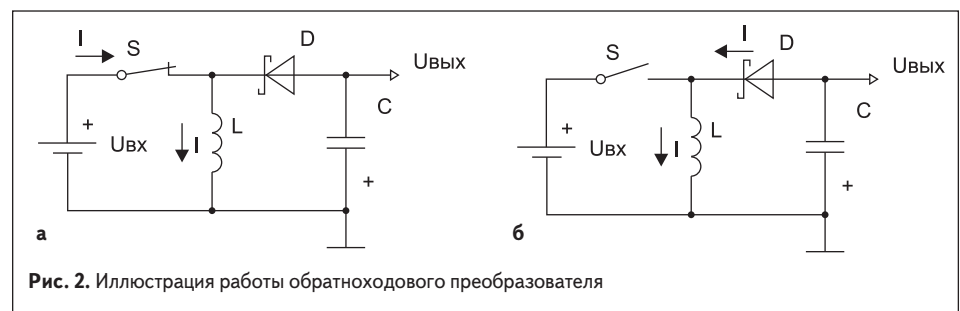 I
S
D
Uвых
C
+
Uвх
I
L
+
а
I
S
D
Uвых
C
+
Uвх
I
L
+
б
Рис. 2. Иллюстрация работы обратноходового преобразователя